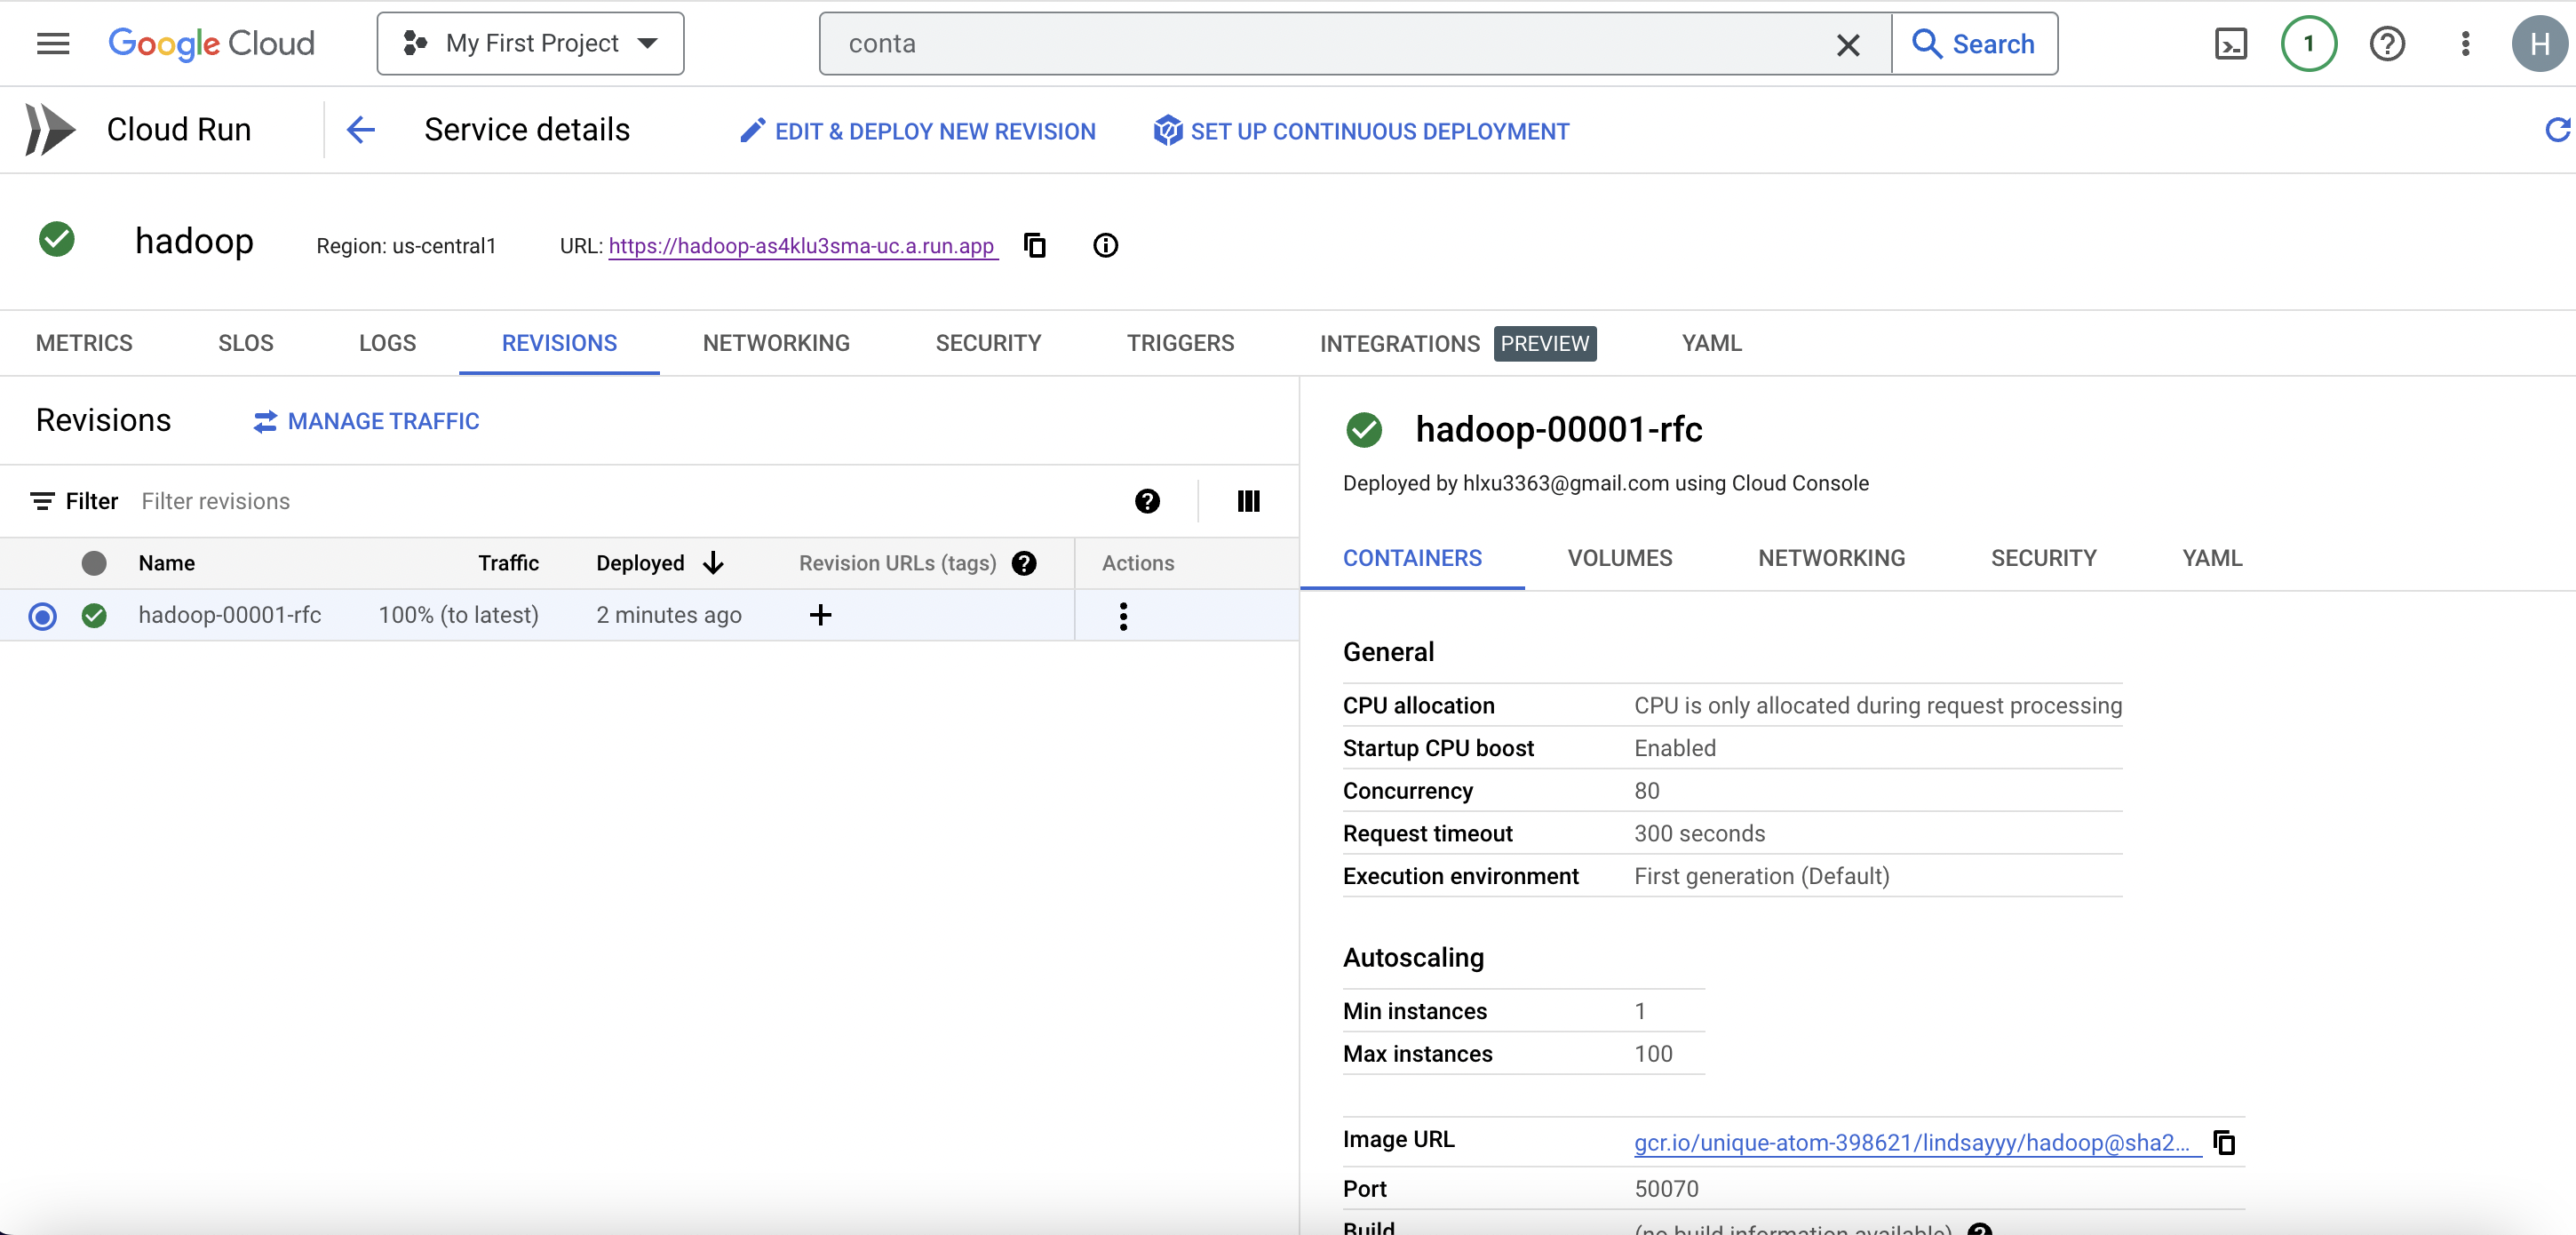 Google Cloud My First Project conta Search 1 H
Cloud Run Service details EDIT & DEPLOY NEW REVISION SET UP CONTINUOUS DEPLOYMENT
hadoop Region: us-central1 URL: https://hadoop-as4klu3sma-uc.a.run.app
METRICS SLOS LOGS REVISIONS NETWORKING SECURITY TRIGGERS INTEGRATIONS PREVIEW YAML
Revisions MANAGE TRAFFIC
Filter Filter revisions
Name Traffic Deployed Revision URLs (tags) Actions
hadoop-00001-rfc 100% (to latest) 2 minutes ago
hadoop-00001-rfc
Deployed by hlxu3363@gmail.com using Cloud Console
CONTAINERS VOLUMES NETWORKING SECURITY YAML
General
CPU allocation CPU is only allocated during request processing
Startup CPU boost Enabled
Concurrency 80
Request timeout 300 seconds
Execution environment First generation (Default)
Autoscaling
Min instances 1
Max instances 100
Image URL gcr.io/unique-atom-398621/lindsayyy/hadoop@sha2...
Port 50070
Build (no build information available)